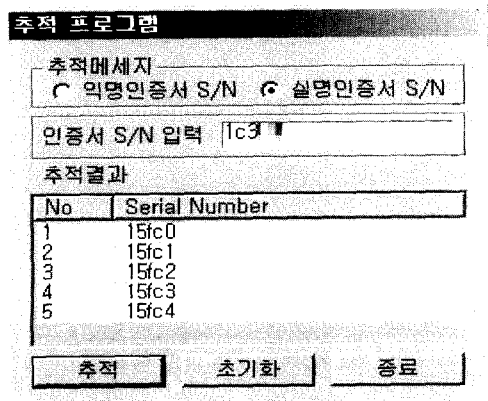 추적 프로그램
추적메세지
익명인증서 S/N 실명인증서 S/N
인증서 S/N 입력
추적결과
No Serial Number
1 15fc0
2 15fc1
3 15fc2
4 15fc3
5 15fc4
추적 초기화 종료